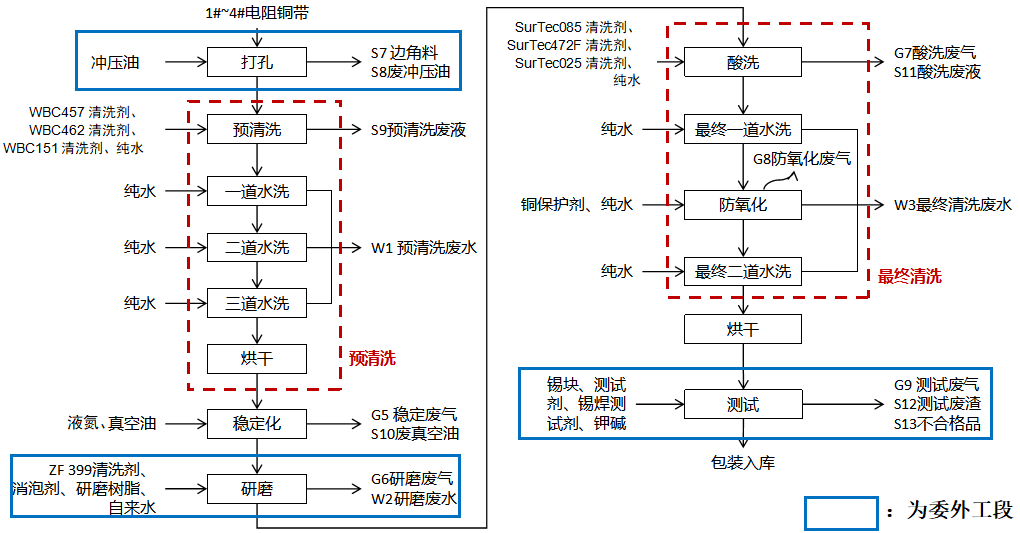 1#~4#电阻铜带
冲压油
打孔
S7 边角料
S8废冲压油
WBC457 清洗剂、
WBC462 清洗剂、
WBC151 清洗剂、纯水
预清洗
S9预清洗废液
纯水
一道水洗
纯水
二道水洗
W1 预清洗废水
纯水
三道水洗
烘干
预清洗
液氮、真空油
稳定化
G5 稳定废气
S10废真空油
ZF 399清洗剂、
消泡剂、研磨树脂、
自来水
研磨
G6研磨废气
W2研磨废水
SurTec085 清洗剂、
SurTec472F 清洗剂、
SurTec025 清洗剂、
纯水
酸洗
G7酸洗废气
S11酸洗废液
纯水
最终一道水洗
G8防氧化废气
铜保护剂、纯水
防氧化
W3最终清洗废水
纯水
最终二道水洗
最终清洗
烘干
锡块、测试
剂、锡焊测
试剂、钾碱
测试
G9 测试废气
S12测试废渣
S13不合格品
包装入库
：为委外工段